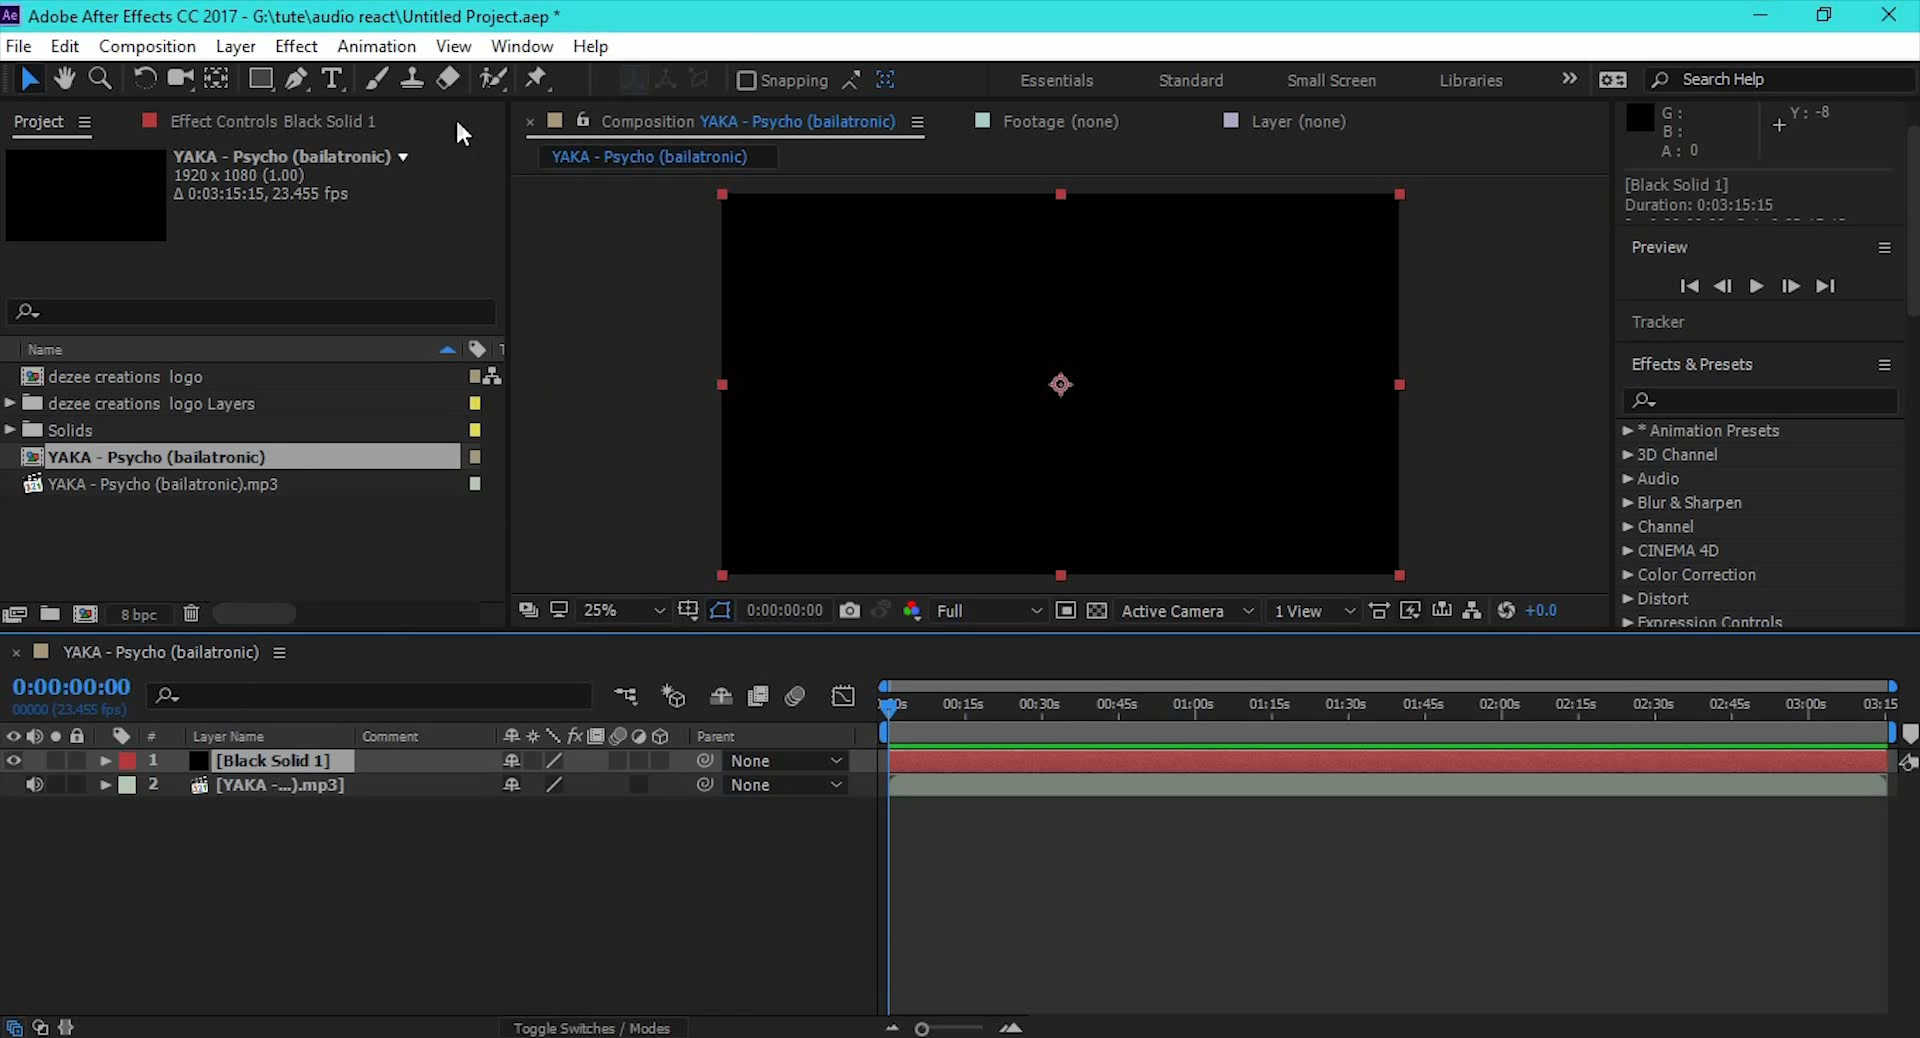 Ae Adobe After Effects CC 2017 - G:\tute\audio react\Untitled Project.aep *
File Edit Composition Layer Effect Animation View Window Help
Snapping Essentials Standard Small Screen Libraries Search Help
Project Effect Controls Black Solid 1
YAKA - Psycho (bailatronic)
1920 x 1080 (1.00)
Δ 0:03:15:15, 23.455 fps
Name
dezee creations logo
dezee creations logo Layers
Solids
YAKA - Psycho (bailatronic)
YAKA - Psycho (bailatronic).mp3
8 bpc
Composition YAKA - Psycho (bailatronic) Footage (none) Layer (none)
YAKA - Psycho (bailatronic)
25% 0:00:00:00 Full Active Camera 1 View +0.0
G :
B :
A : 0
Y : -8
[Black Solid 1]
Duration: 0:03:15:15
Preview
Tracker
Effects & Presets
* Animation Presets
3D Channel
Audio
Blur & Sharpen
Channel
CINEMA 4D
Color Correction
Distort
Expression Controls
YAKA - Psycho (bailatronic)
0:00:00:00
00000 (23.455 fps)
00:15s 00:30s 00:45s 01:00s 01:15s 01:30s 01:45s 02:00s 02:15s 02:30s 02:45s 03:00s 03:15
# Layer Name Comment fx Parent
1 [Black Solid 1] None
2 [YAKA -...).mp3] None
Toggle Switches / Modes